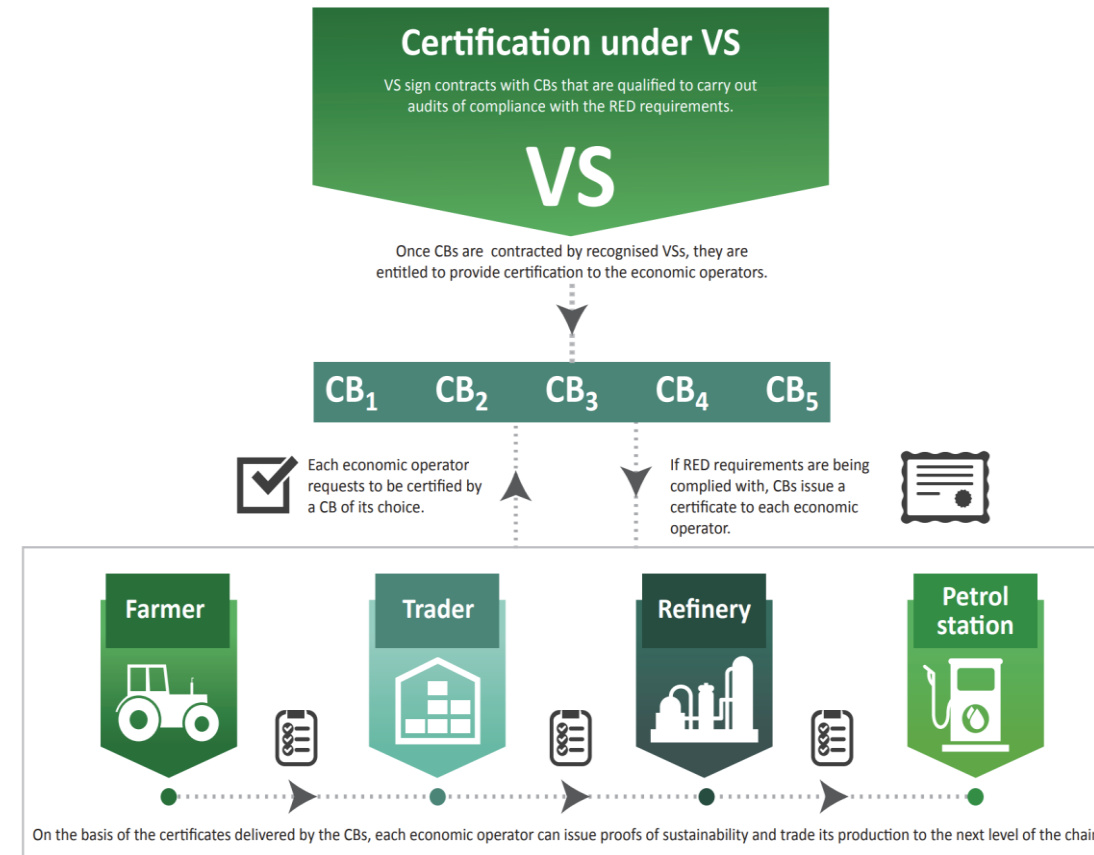 Certification under VS
VS sign contracts with CBs that are qualified to carry out
audits of compliance with the RED requirements.
VS
Once CBs are contracted by recognised VSs, they are
entitled to provide certification to the economic operators.
CB₁ CB₂ CB₃ CB₄ CB₅
Each economic operator
requests to be certified by
a CB of its choice.
If RED requirements are being
complied with, CBs issue a
certificate to each economic
operator.
Farmer
Trader
Refinery
Petrol
station
On the basis of the certificates delivered by the CBs, each economic operator can issue proofs of sustainability and trade its production to the next level of the chain